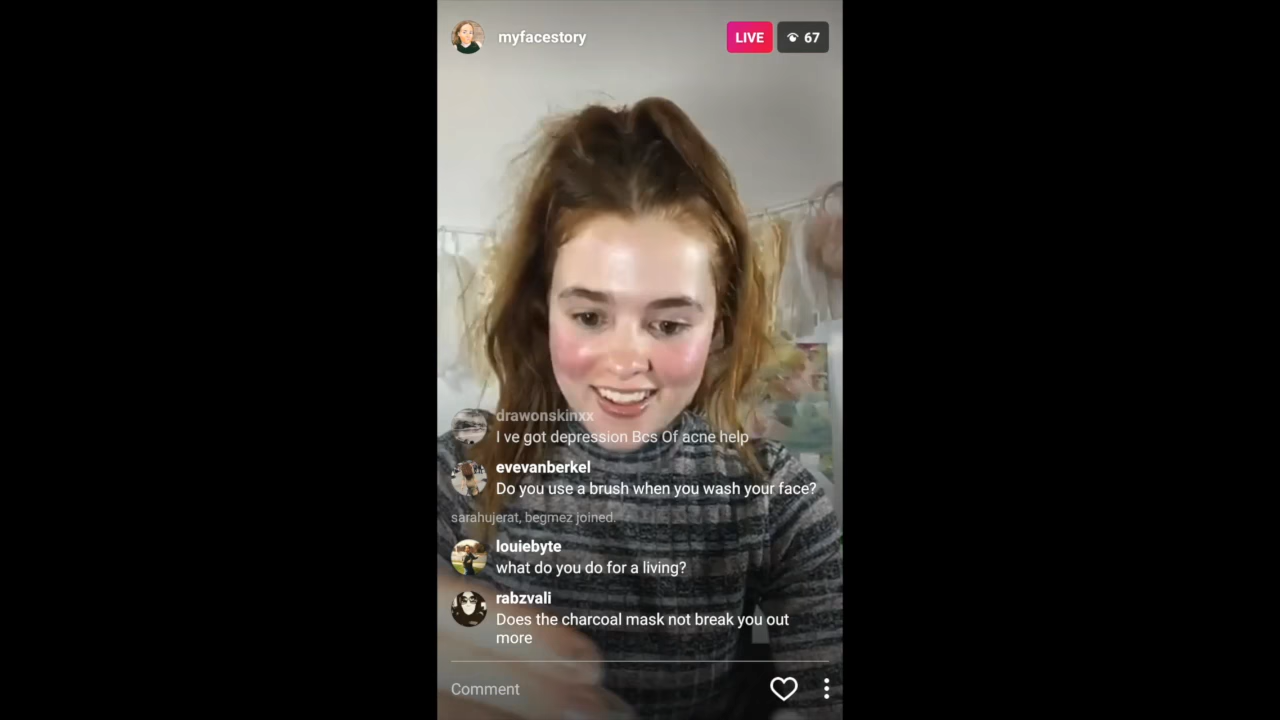 myfacestory
LIVE
67
drawonskinxx
I ve got depression Bcs Of acne help
evevanberkel
Do you use a brush when you wash your face?
sarahujerat, begmez joined.
louiebyte
what do you do for a living?
rabzvali
Does the charcoal mask not break you out
more
Comment